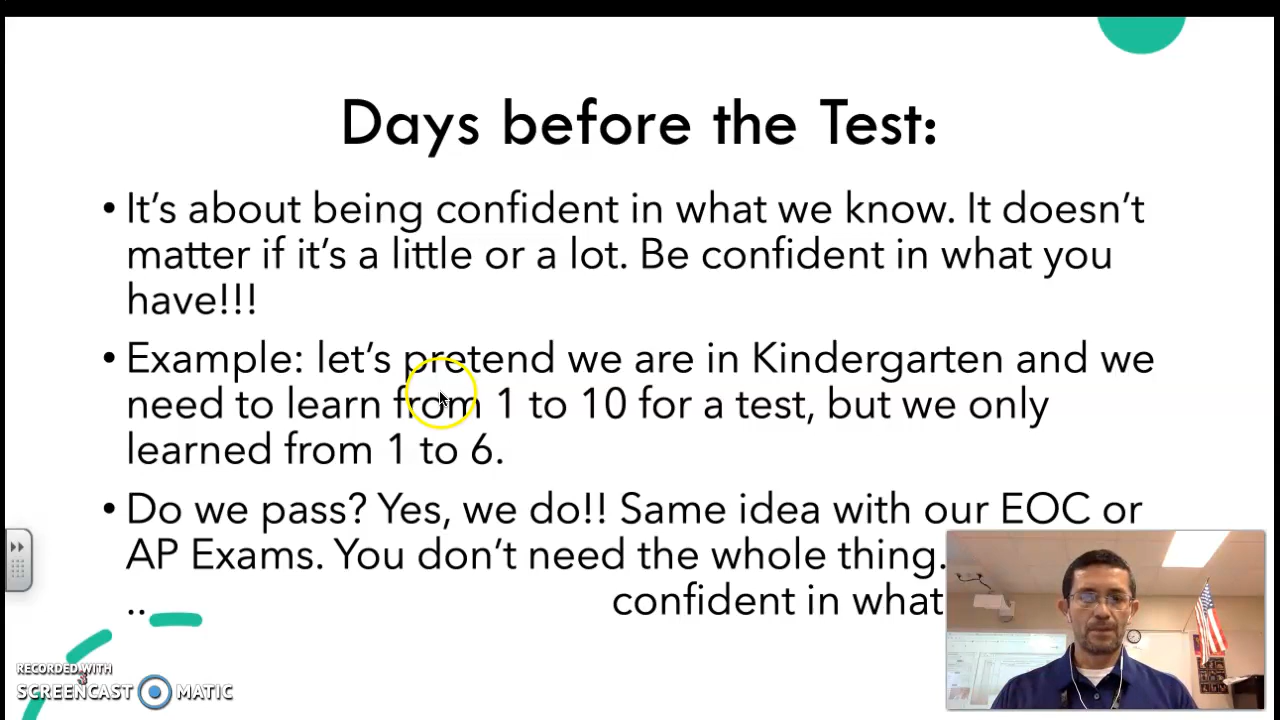 Days before the Test:
• It's about being confident in what we know. It doesn't
matter if it's a little or a lot. Be confident in what you
have!!!
• Example: let's pretend we are in Kindergarten and we
need to learn from 1 to 10 for a test, but we only
learned from 1 to 6.
• Do we pass? Yes, we do!! Same idea with our EOC or
AP Exams. You don't need the whole thing.
.. confident in what
RECORDED WITH
SCREENCAST MATIC